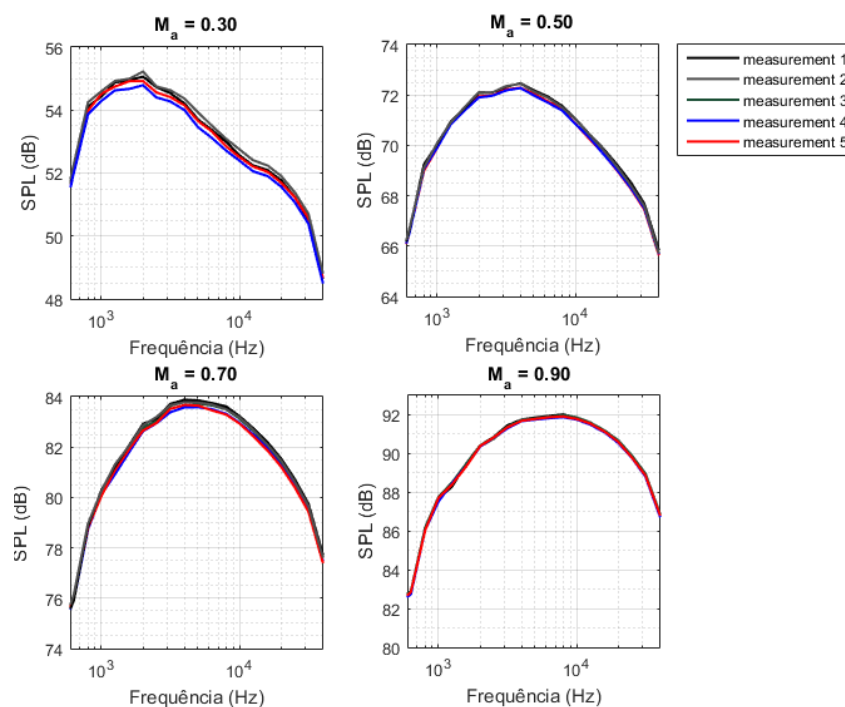 M_a = 0.30
56
54
52
50
48
SPL (dB)
10^3
10^4
Frequência (Hz)
M_a = 0.50
74
72
70
68
66
64
SPL (dB)
10^3
10^4
Frequência (Hz)
measurement 1
measurement 2
measurement 3
measurement 4
measurement 5
M_a = 0.70
84
82
80
78
76
74
SPL (dB)
10^3
10^4
Frequência (Hz)
M_a = 0.90
92
90
88
86
84
82
80
SPL (dB)
10^3
10^4
Frequência (Hz)